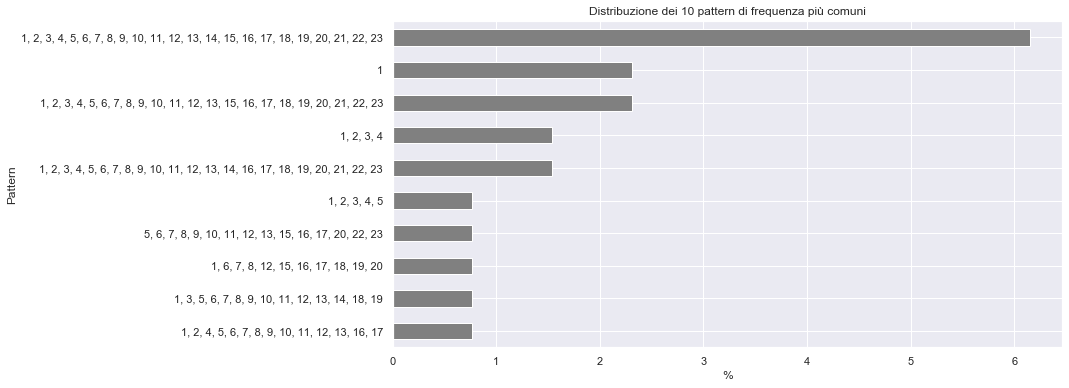 Distribuzione dei 10 pattern di frequenza più comuni
1, 2, 3, 4, 5, 6, 7, 8, 9, 10, 11, 12, 13, 14, 15, 16, 17, 18, 19, 20, 21, 22, 23
1
1, 2, 3, 4, 5, 6, 7, 8, 9, 10, 11, 12, 13, 15, 16, 17, 18, 19, 20, 21, 22, 23
1, 2, 3, 4
1, 2, 3, 4, 5, 6, 7, 8, 9, 10, 11, 12, 13, 14, 16, 17, 18, 19, 20, 21, 22, 23
1, 2, 3, 4, 5
5, 6, 7, 8, 9, 10, 11, 12, 13, 15, 16, 17, 20, 22, 23
1, 6, 7, 8, 12, 15, 16, 17, 18, 19, 20
1, 3, 5, 6, 7, 8, 9, 10, 11, 12, 13, 14, 18, 19
1, 2, 4, 5, 6, 7, 8, 9, 10, 11, 12, 13, 16, 17
Pattern
0 1 2 3 4 5 6
%